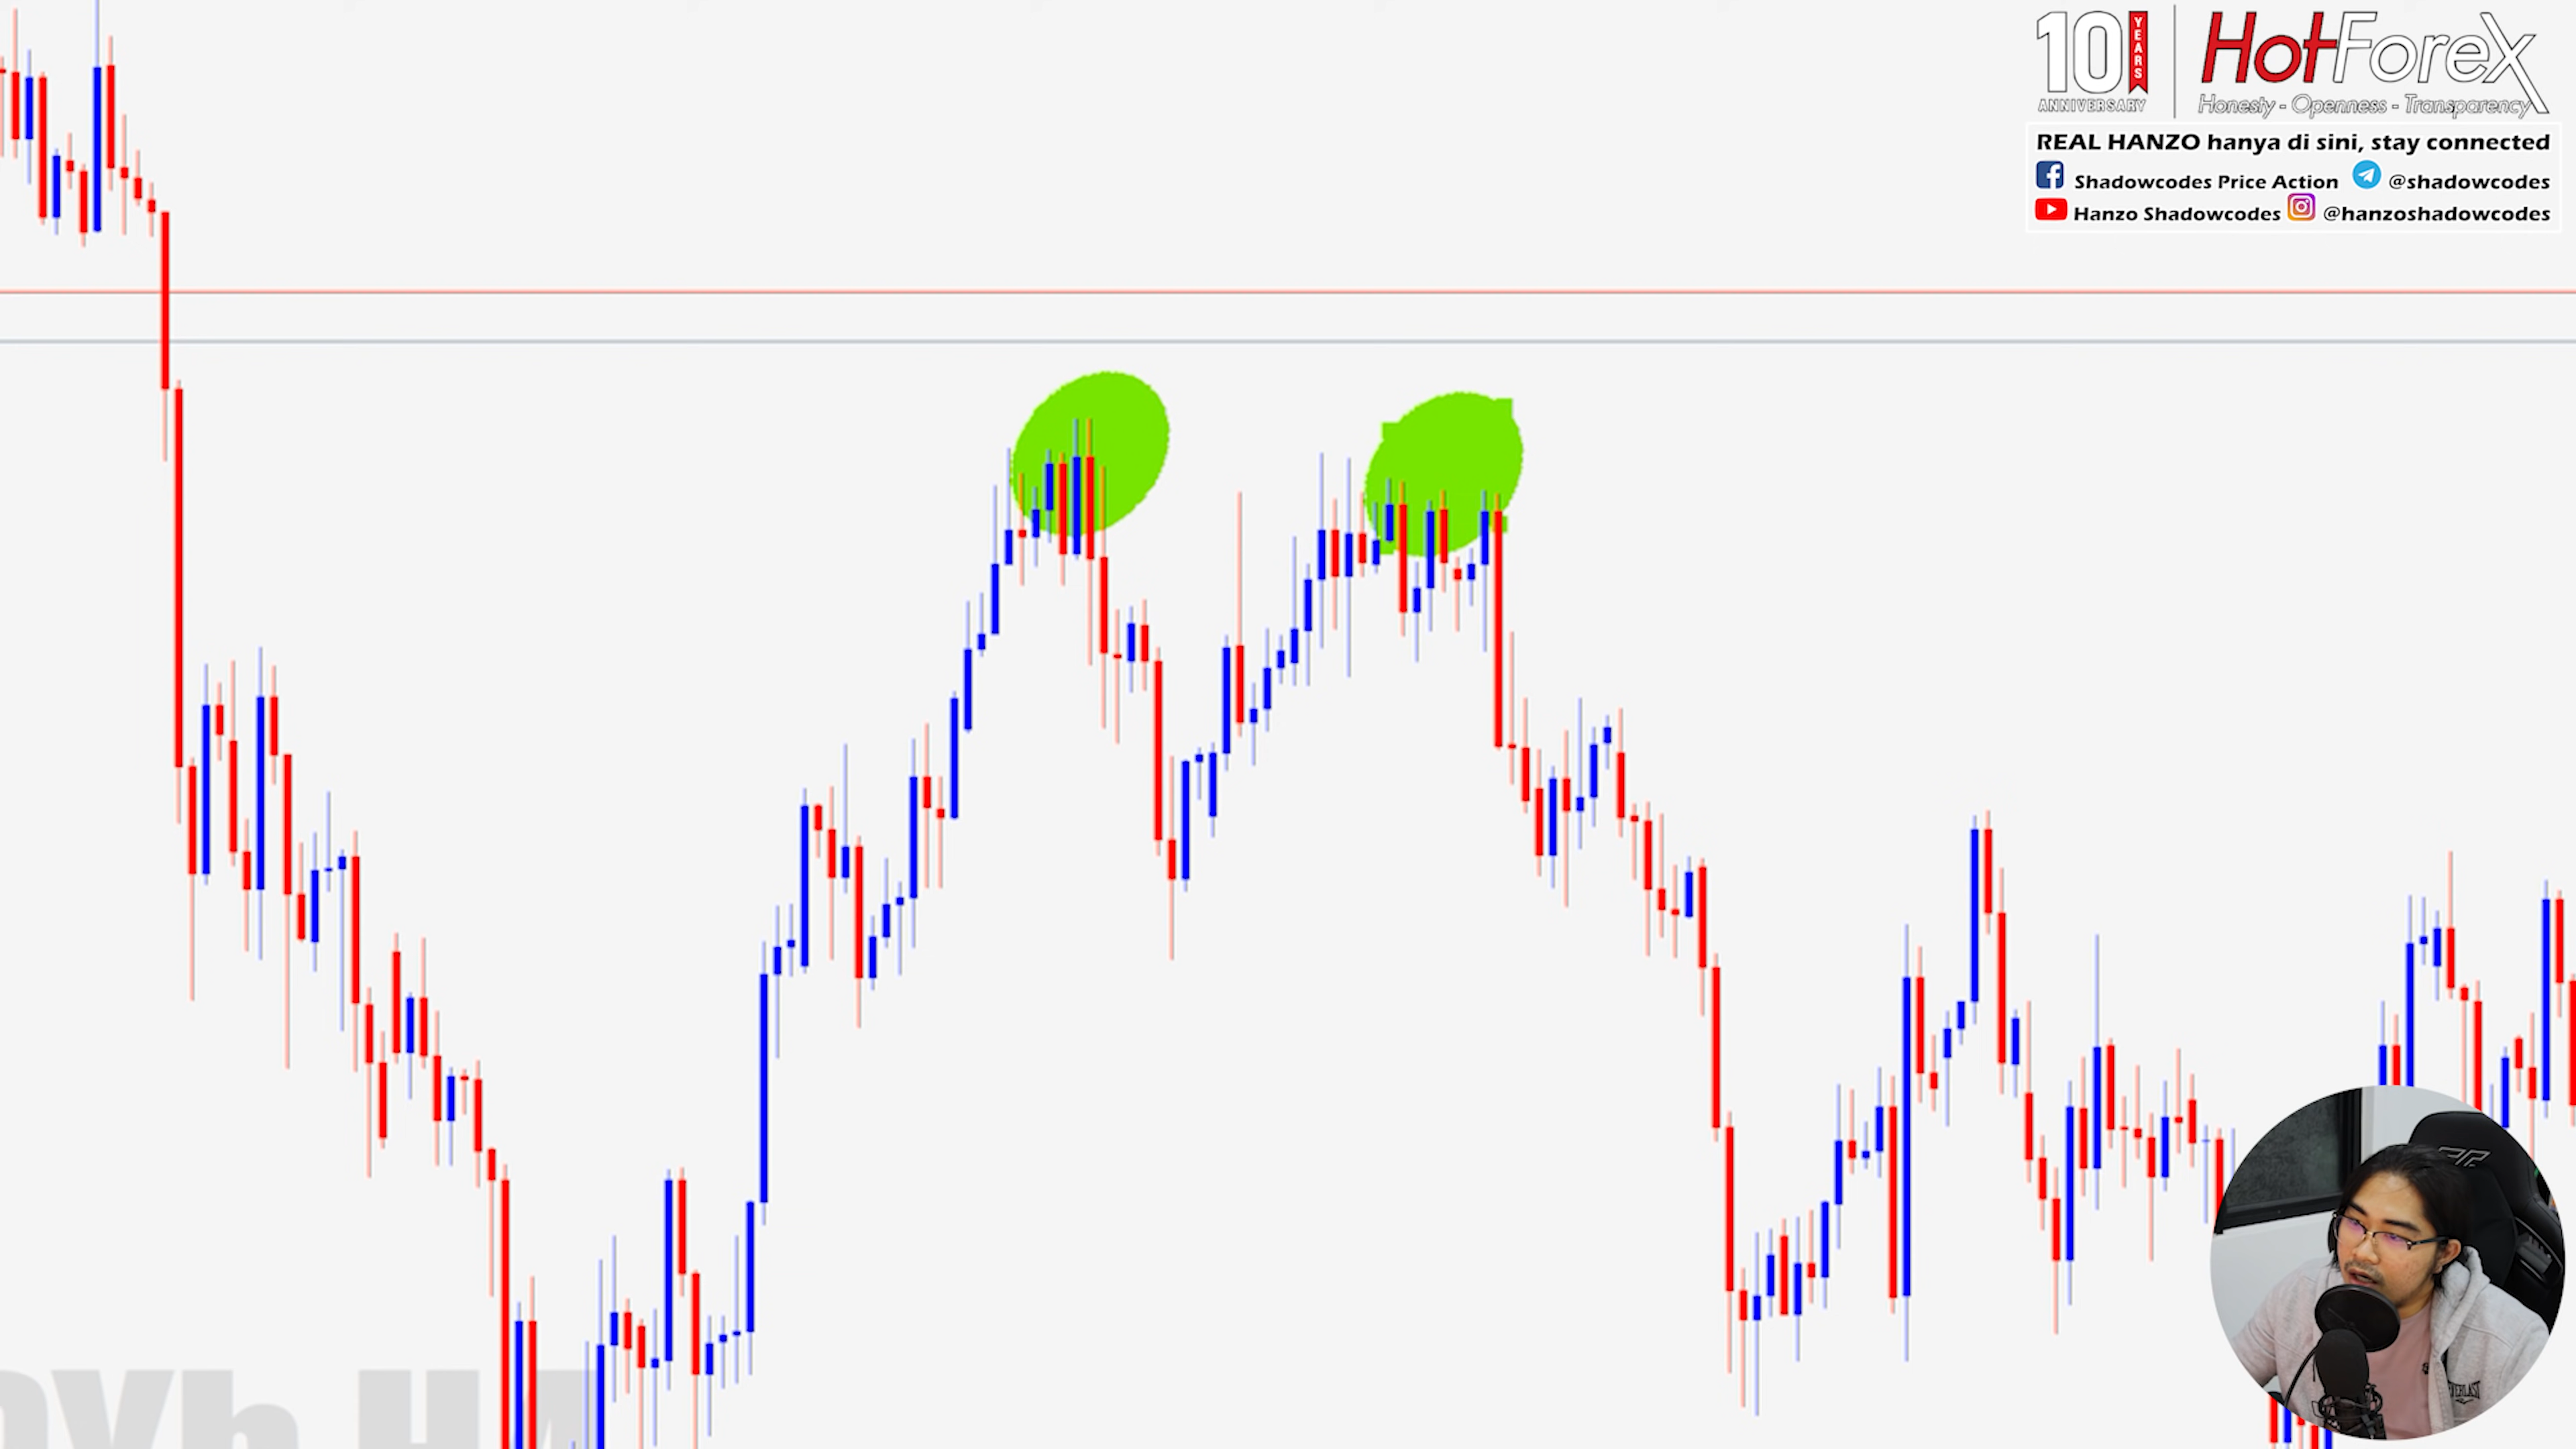 10 YEARS ANNIVERSARY
HotForex
Honesty - Openness - Transparency
REAL HANZO hanya di sini, stay connected
Shadowcodes Price Action @shadowcodes
Hanzo Shadowcodes @hanzoshadowcodes
EVERLAST